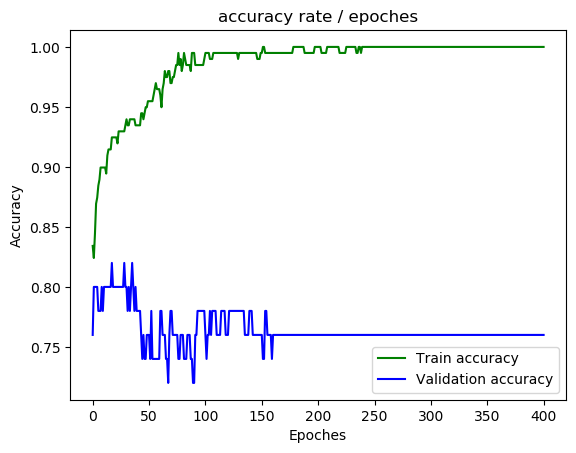 accuracy rate / epoches
1.00
0.95
0.90
0.85
0.80
0.75
Accuracy
Train accuracy
Validation accuracy
0 50 100 150 200 250 300 350 400
Epoches